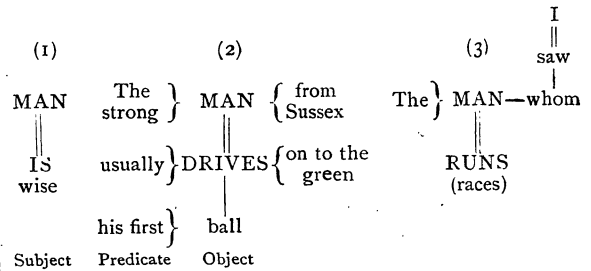 I
(1) (2) (3)
saw
The strong } MAN { from Sussex
MAN
The } MAN—whom
IS
wise
usually } DRIVES { on to the green
RUNS
(races)
his first } ball
Subject Predicate Object